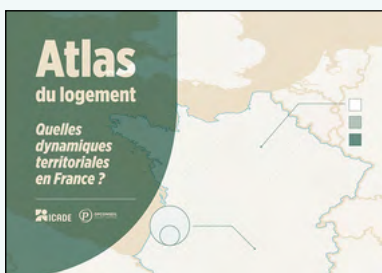 Atlas
du logement
Quelles
dynamiques
territoriales
en France ?
ICADE